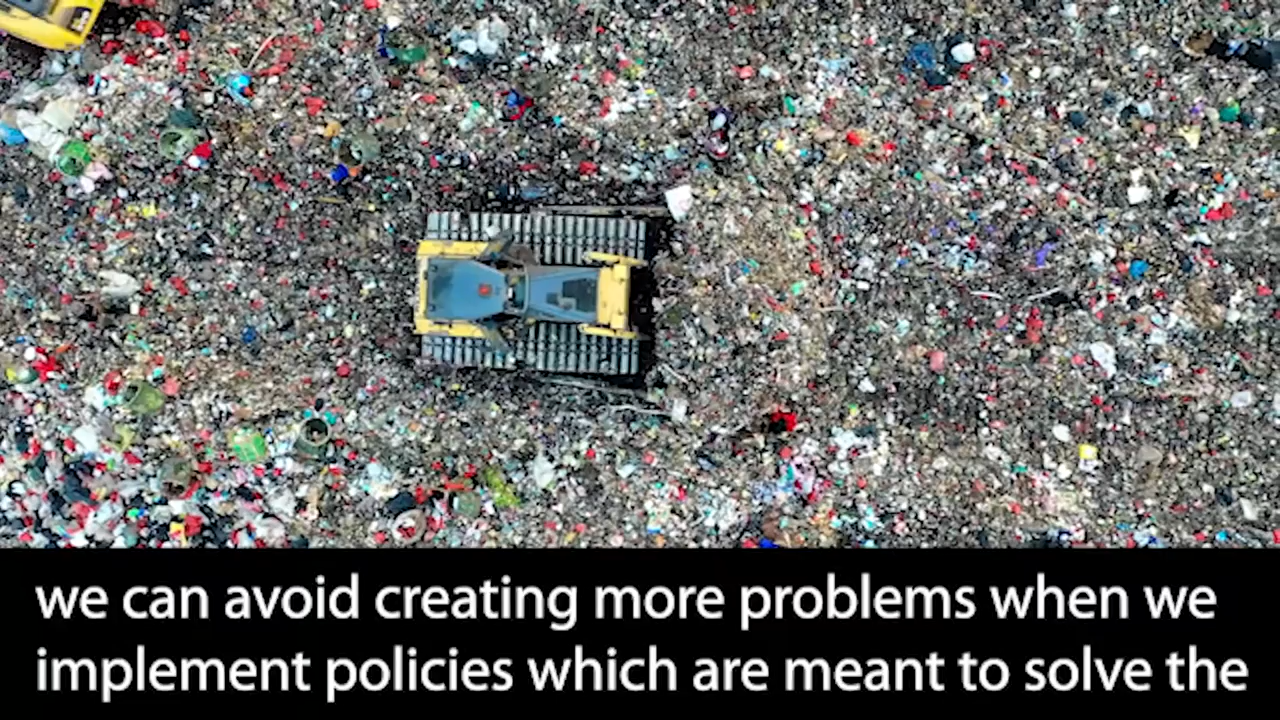 we can avoid creating more problems when we
implement policies which are meant to solve the